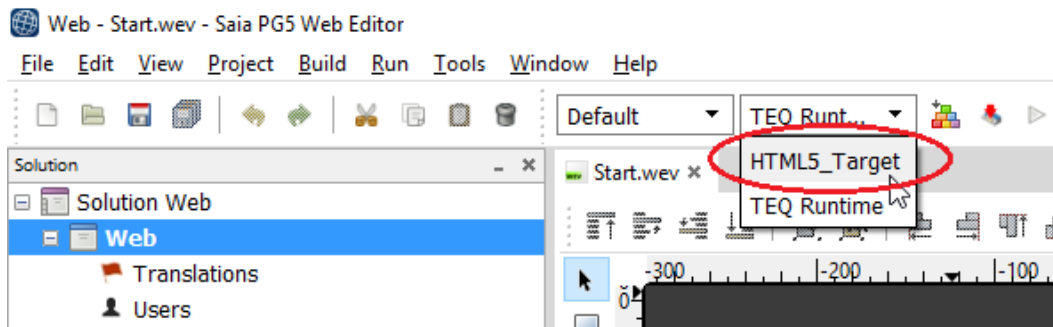 Web - Start.wev - Saia PG5 Web Editor
File Edit View Project Build Run Tools Window Help
Default TEQ Runt...
HTML5_Target
TEQ Runtime
Solution
Start.wev
Solution Web
Web
Translations
Users
-300 -200 -100
0